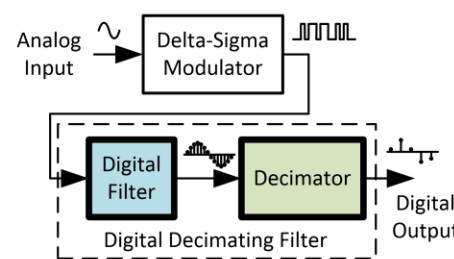 Analog
Input
Delta-Sigma
Modulator
Digital
Filter
Decimator
Digital
Output
Digital Decimating Filter